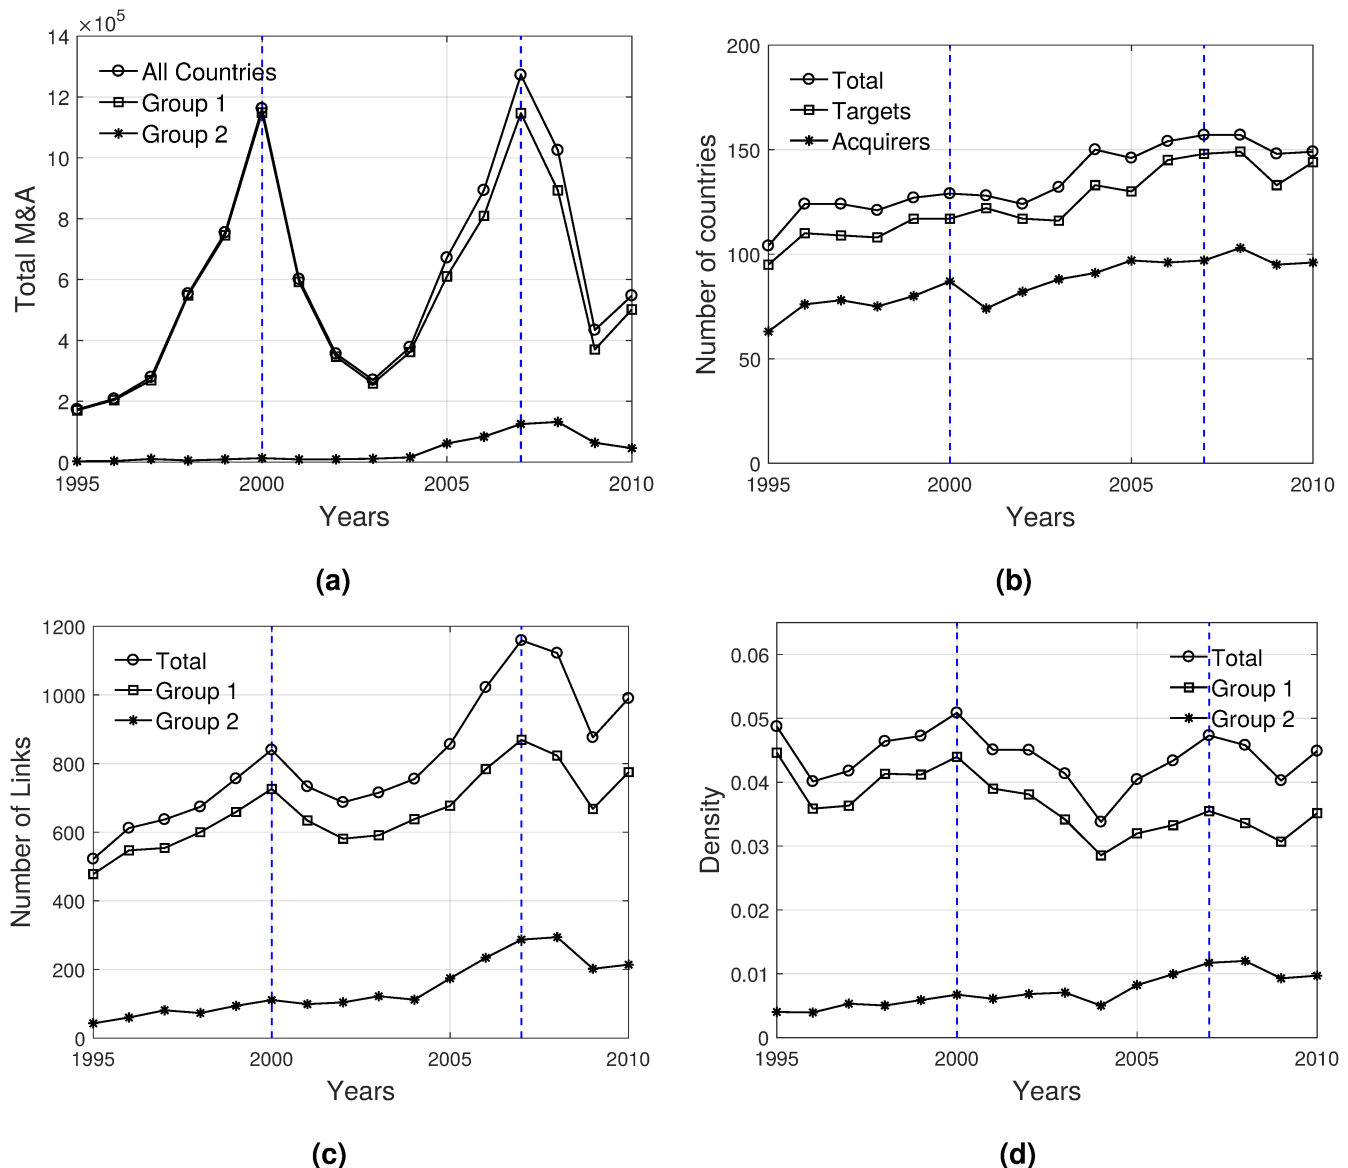 ×10⁵
14
12
10
8
6
4
2
0
Total M&A
All Countries
Group 1
Group 2
1995
2000
2005
2010
Years
(a)
200
150
100
50
0
Number of countries
Total
Targets
Acquirers
1995
2000
2005
2010
Years
(b)
1200
1000
800
600
400
200
0
Number of Links
Total
Group 1
Group 2
1995
2000
2005
2010
Years
(c)
0.06
0.05
0.04
0.03
0.02
0.01
0
Density
Total
Group 1
Group 2
1995
2000
2005
2010
Years
(d)